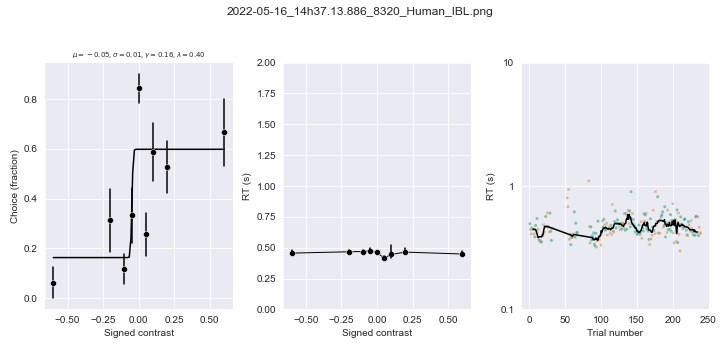 2022-05-16_14h37.13.886_8320_Human_IBL.png
μ = −0.05, σ = 0.01, γ = 0.16, λ = 0.40
Choice (fraction)
0.8
0.6
0.4
0.2
0.0
−0.50 −0.25 0.00 0.25 0.50
Signed contrast
RT (s)
2.00
1.75
1.50
1.25
1.00
0.75
0.50
0.25
0.00
−0.50 −0.25 0.00 0.25 0.50
Signed contrast
RT (s)
10
1
0.1
0 50 100 150 200 250
Trial number